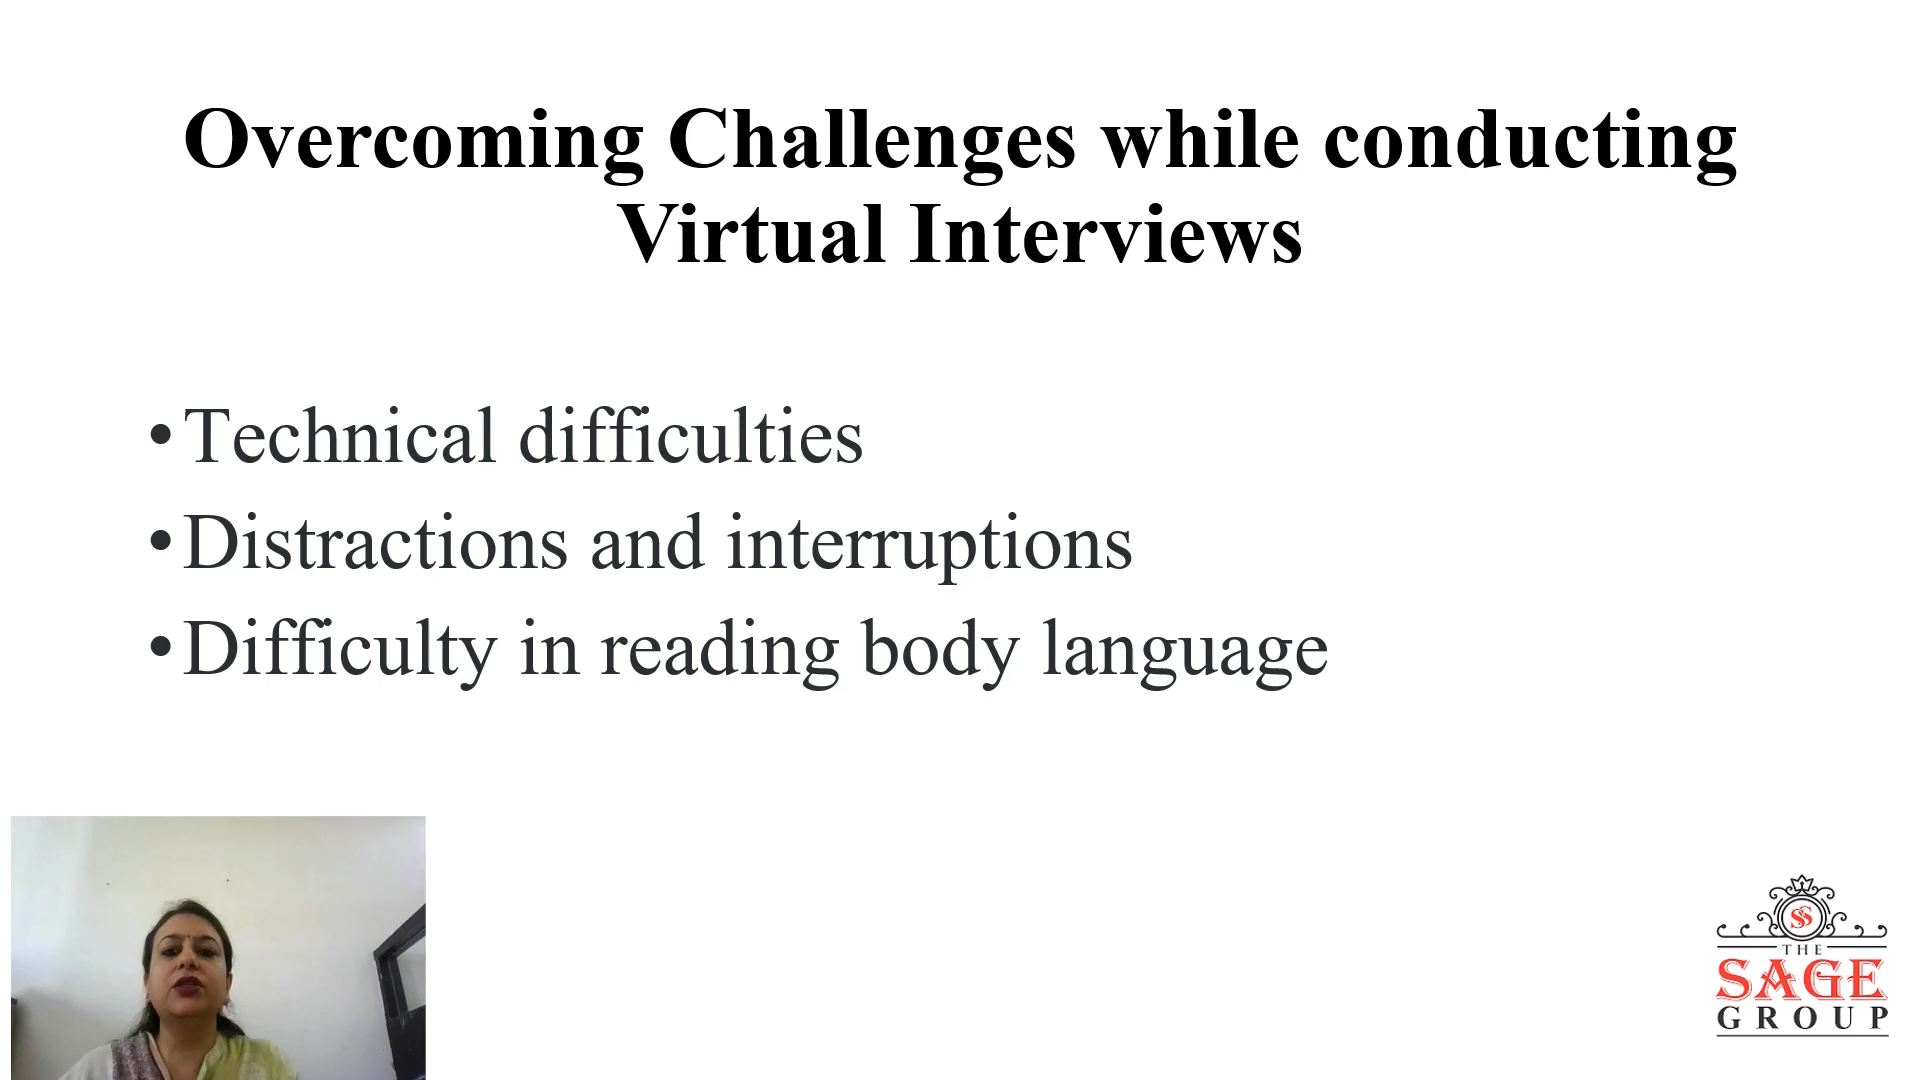 Overcoming Challenges while conducting
Virtual Interviews
• Technical difficulties
• Distractions and interruptions
• Difficulty in reading body language
SS
THE
SAGE
GROUP